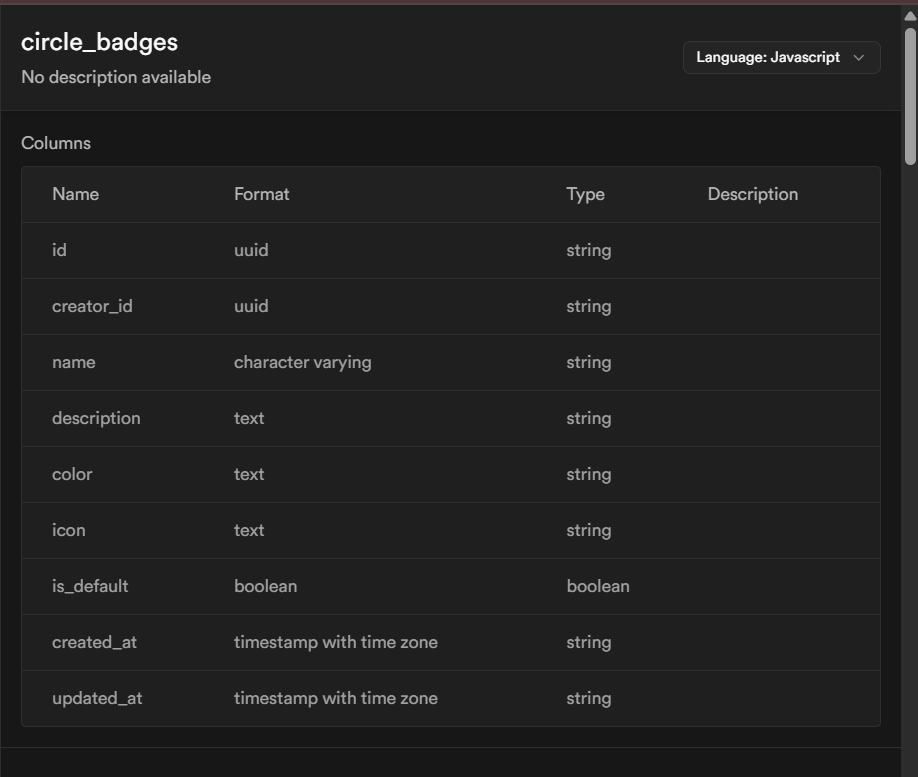 circle_badges
No description available
Language: Javascript
Columns
Name Format Type Description
id uuid string
creator_id uuid string
name character varying string
description text string
color text string
icon text string
is_default boolean boolean
created_at timestamp with time zone string
updated_at timestamp with time zone string